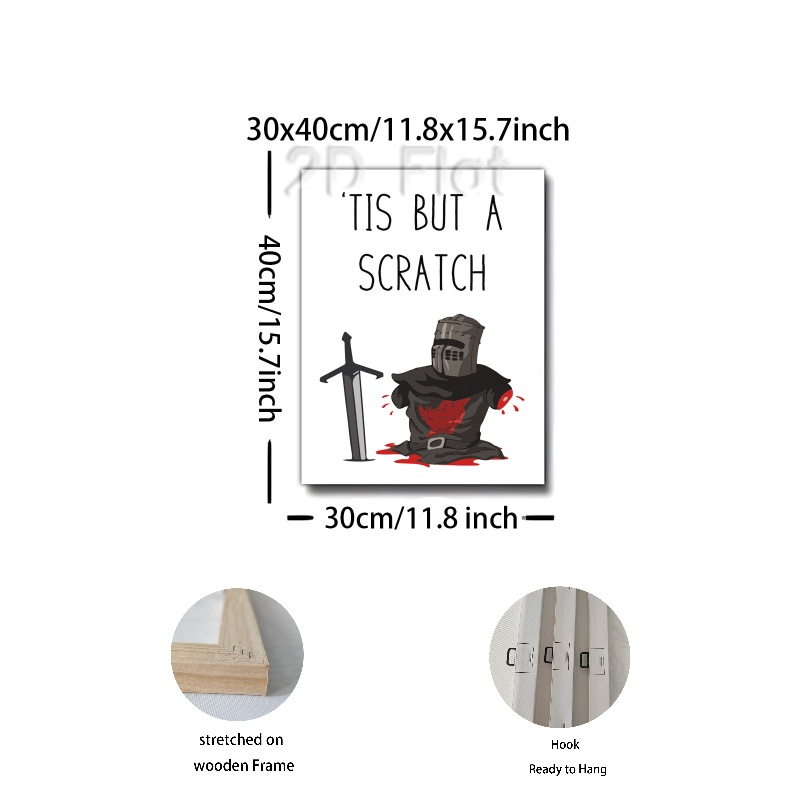 30x40cm/11.8x15.7inch
2D Flat
‘TIS BUT A
SCRATCH
40cm/15.7inch
30cm/11.8 inch
stretched on
wooden Frame
Hook
Ready to Hang